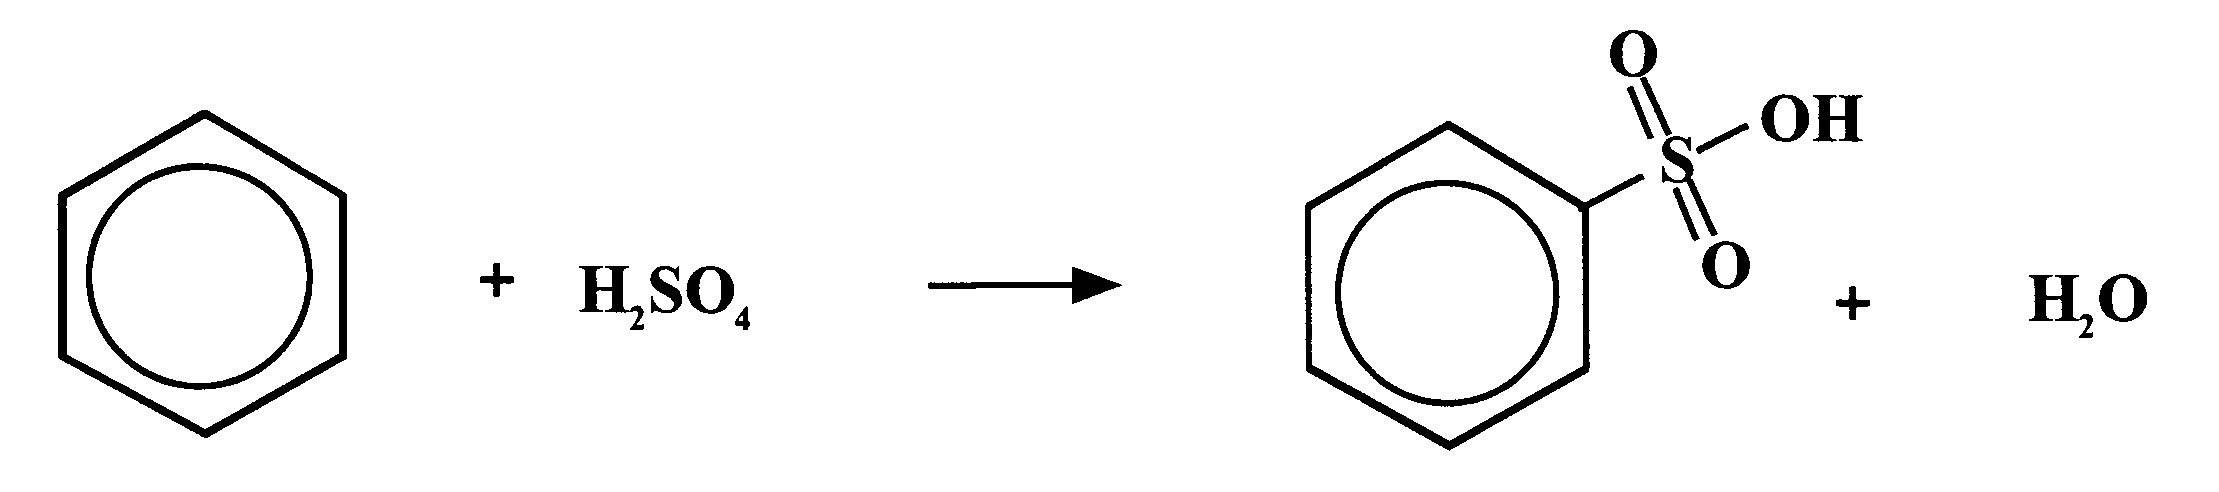 O
OH
S
O
+ H₂SO₄ + H₂O